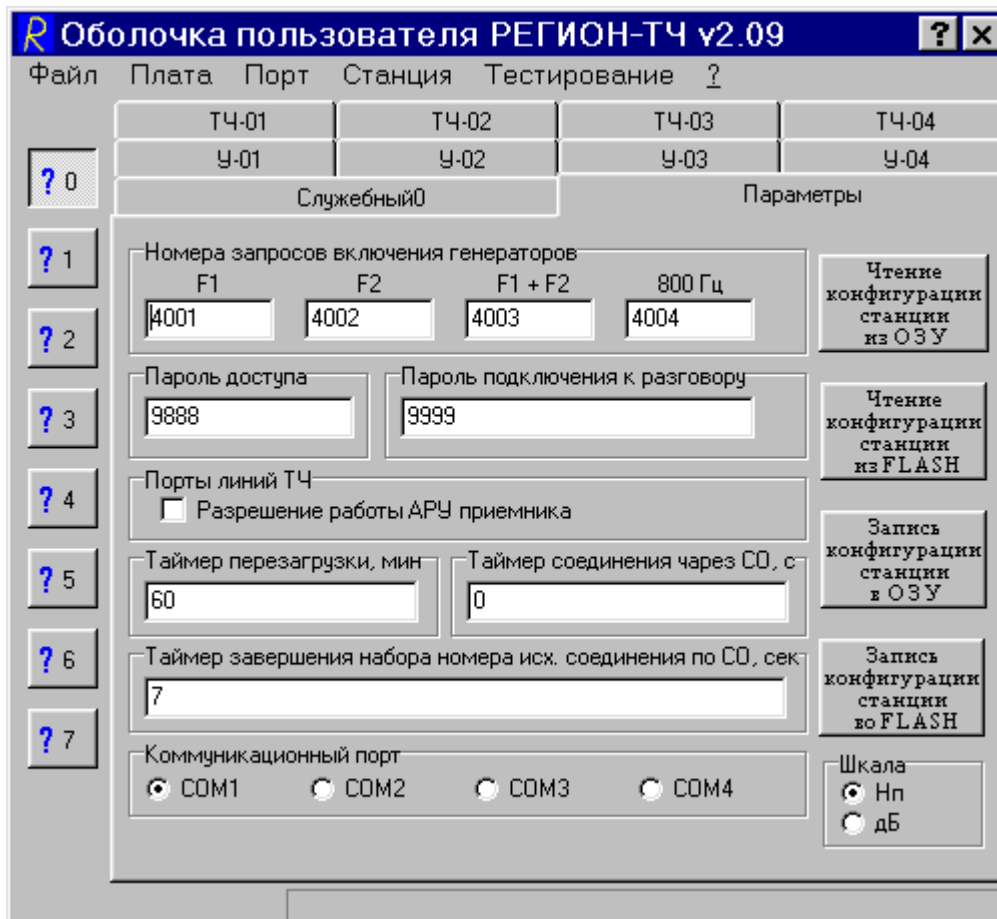 Оболочка пользователя РЕГИОН-ТЧ v2.09
Файл Плата Порт Станция Тестирование ?
ТЧ-01 ТЧ-02 ТЧ-03 ТЧ-04
У-01 У-02 У-03 У-04
Служебный0 Параметры
? 0
? 1
? 2
? 3
? 4
? 5
? 6
? 7
Номера запросов включения генераторов
F1 F2 F1 + F2 800 Гц
4001 4002 4003 4004
Пароль доступа
9888
Пароль подключения к разговору
9999
Порты линий ТЧ
Разрешение работы АРУ приемника
Таймер перезагрузки, мин
60
Таймер соединения чарез СО, с
0
Таймер завершения набора номера исх. соединения по СО, сек
7
Коммуникационный порт
COM1 COM2 COM3 COM4
Чтение
конфигурации
станции
из ОЗУ
Чтение
конфигурации
станции
из FLASH
Запись
конфигурации
станции
в ОЗУ
Запись
конфигурации
станции
во FLASH
Шкала
Нп
дБ